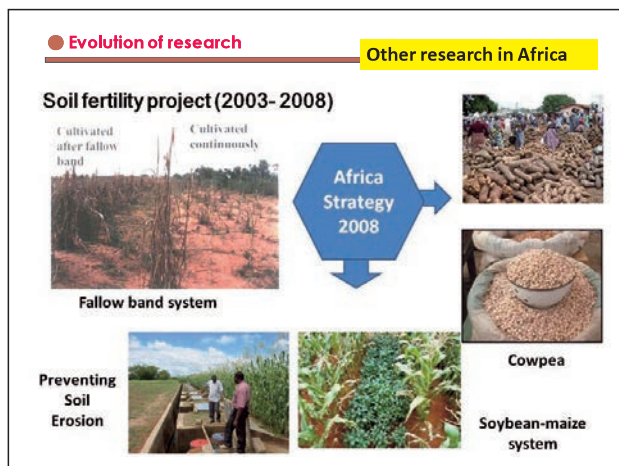 Evolution of research
Other research in Africa
Soil fertility project (2003- 2008)
Cultivated
after fallow
band
Cultivated
continuously
Africa
Strategy
2008
Fallow band system
Cowpea
Preventing
Soil
Erosion
Soybean-maize
system